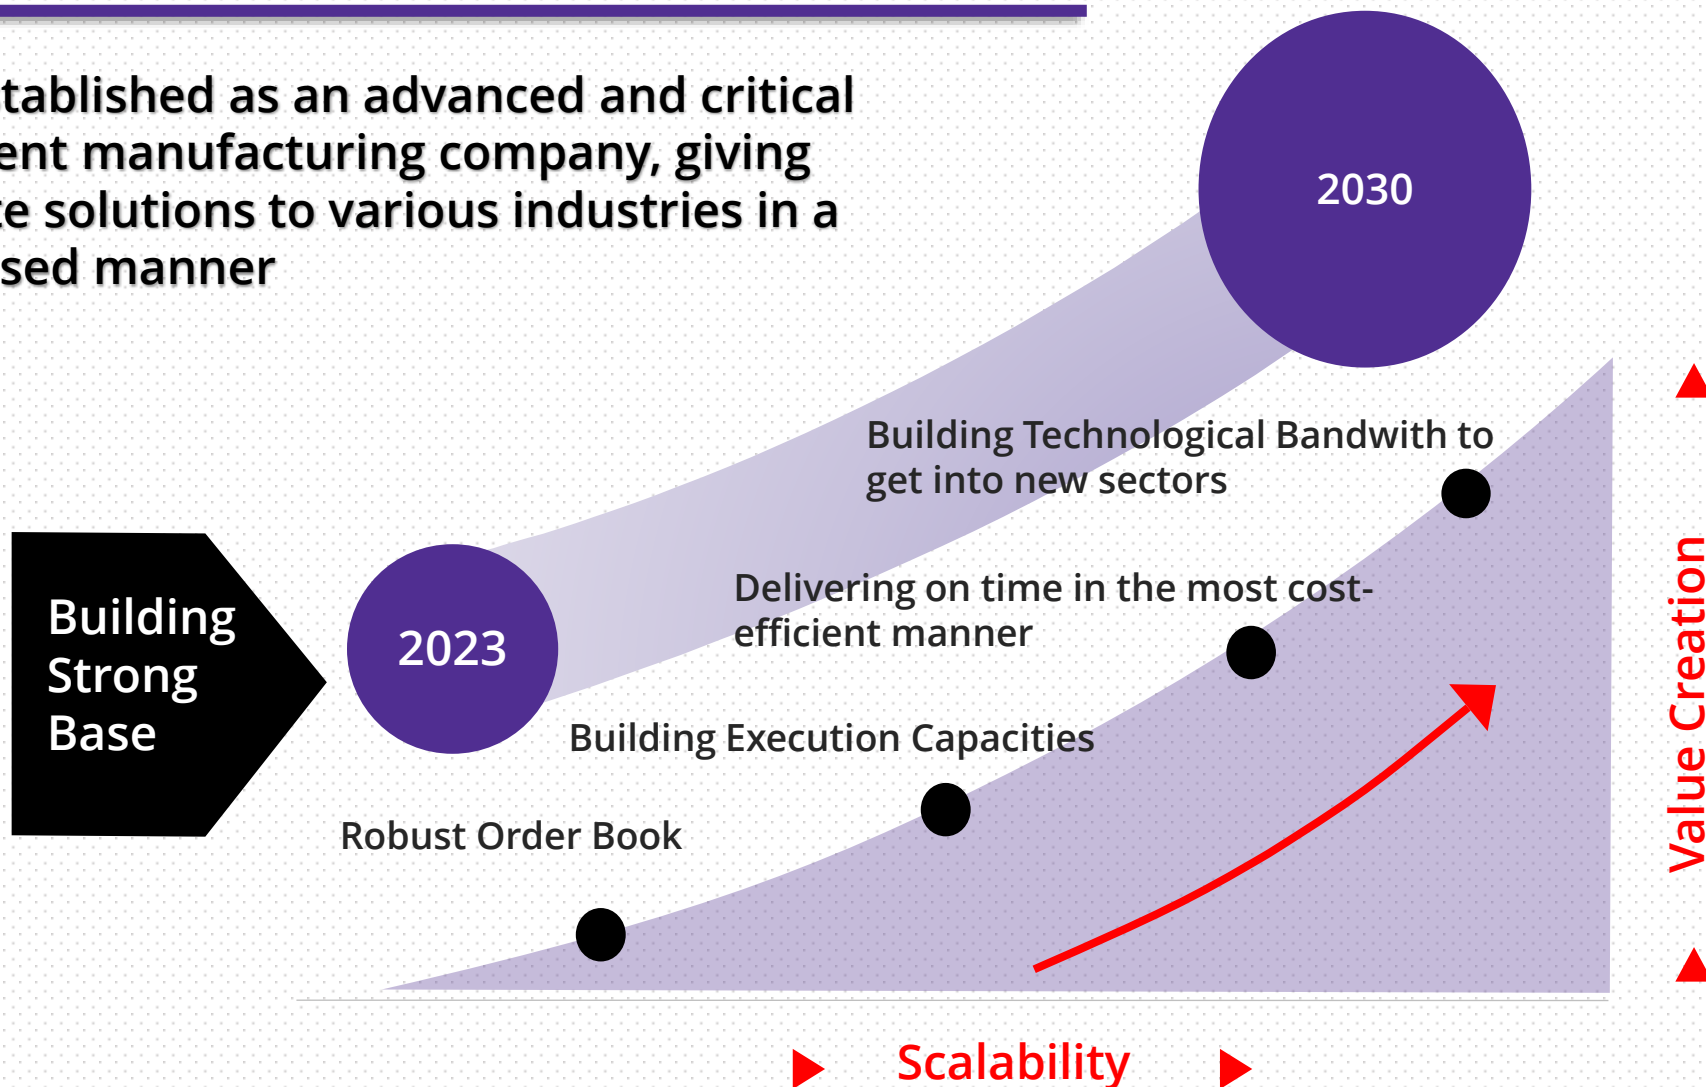 tablished as an advanced and critical
ent manufacturing company, giving
te solutions to various industries in a
sed manner
2030
Building Technological Bandwith to
get into new sectors
Delivering on time in the most cost-
efficient manner
2023
Building
Strong
Base
Building Execution Capacities
Robust Order Book
Value Creation
Scalability